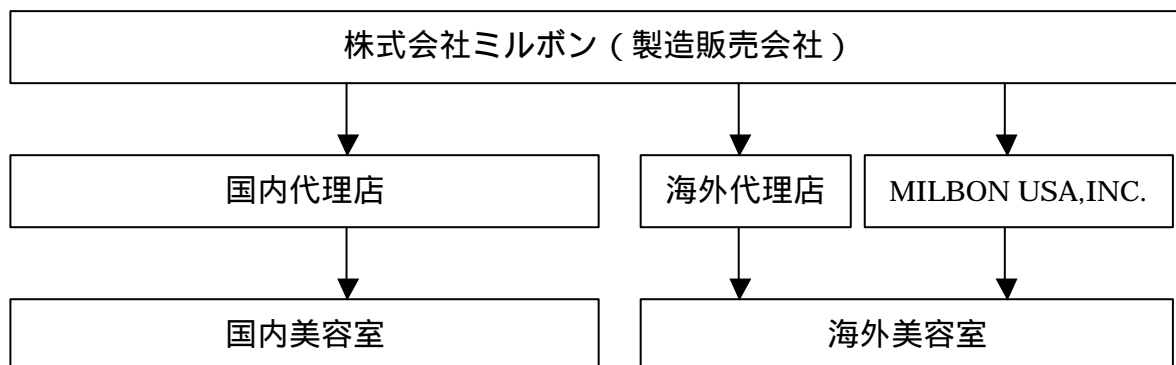 株式会社ミルボン（製造販売会社）
国内代理店
海外代理店
MILBON USA,INC.
国内美容室
海外美容室